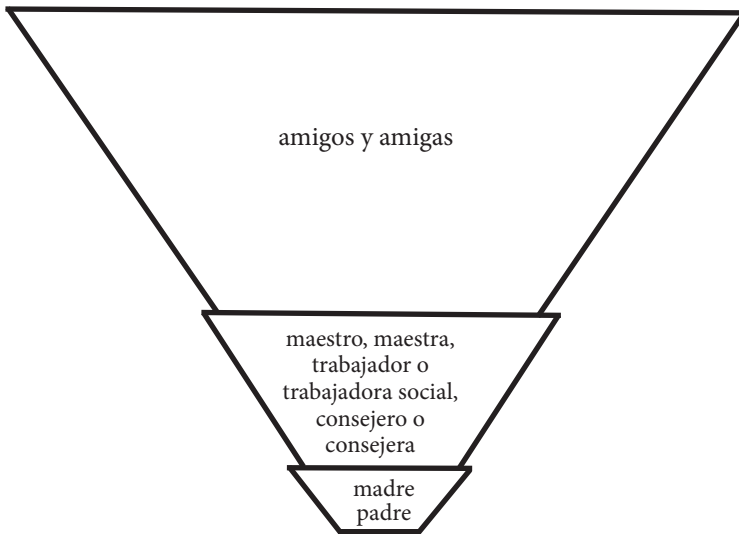 amigos y amigas
maestro, maestra,
trabajador o
trabajadora social,
consejero o
consejera
madre
padre